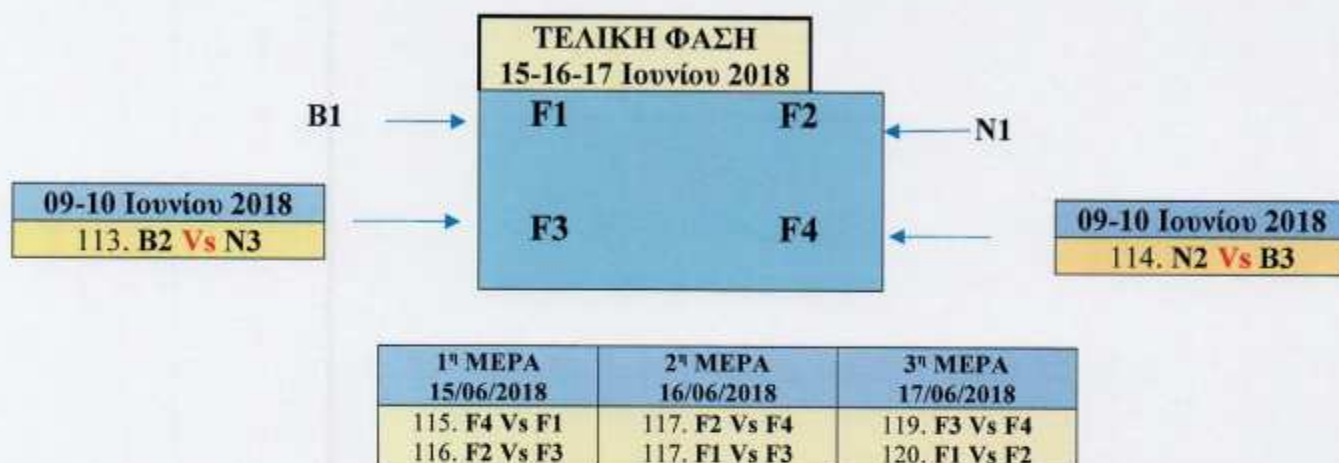 ΤΕΛΙΚΗ ΦΑΣΗ
15-16-17 Ιουνίου 2018
B1
F1
F2
N1
09-10 Ιουνίου 2018
113. B2 Vs N3
F3
F4
09-10 Ιουνίου 2018
114. N2 Vs B3
1η ΜΕΡΑ
15/06/2018
2η ΜΕΡΑ
16/06/2018
3η ΜΕΡΑ
17/06/2018
115. F4 Vs F1
117. F2 Vs F4
119. F3 Vs F4
116. F2 Vs F3
117. F1 Vs F3
120. F1 Vs F2